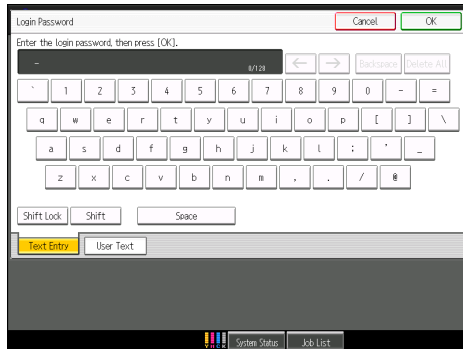 Login Password
Cancel
OK
Enter the login password, then press [OK].
_
0/128
← → Backspace Delete All
` 1 2 3 4 5 6 7 8 9 0 - =
q w e r t y u i o p [ ] \
a s d f g h j k l ; ' _
z x c v b n m , . / @
Shift Lock Shift Space
Text Entry User Text
Y M C K System Status Job List